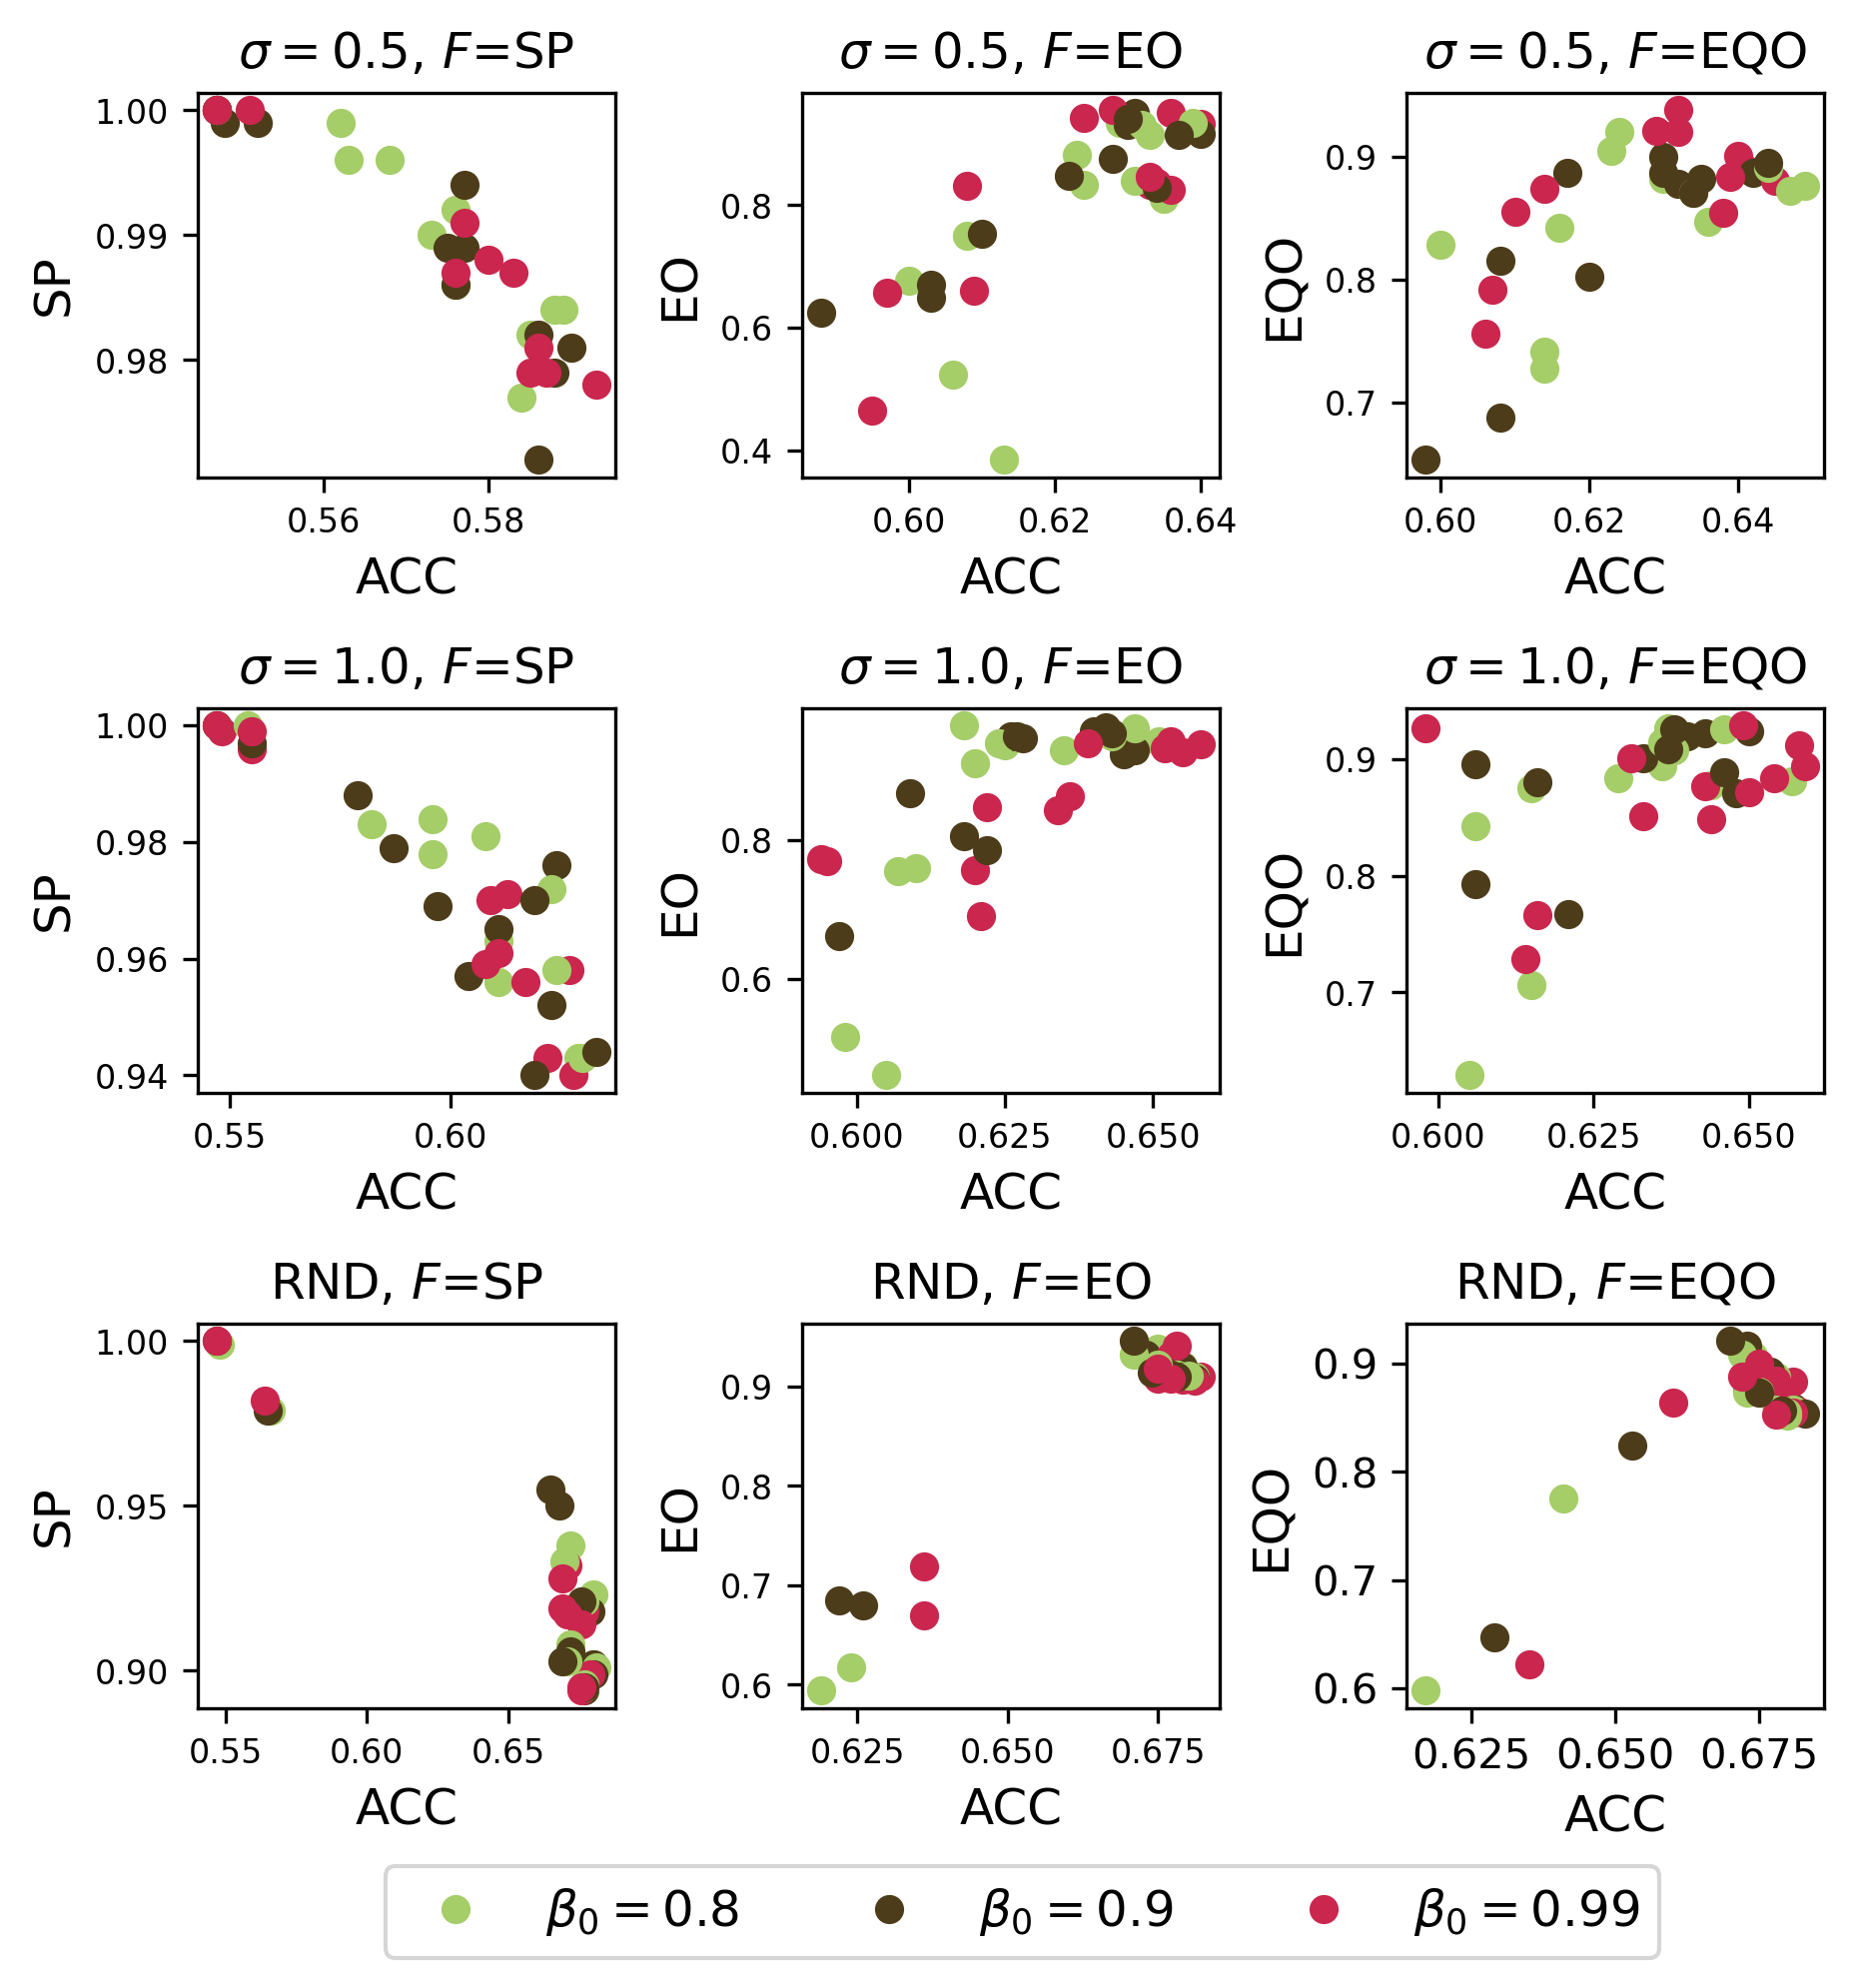 σ = 0.5, F=SP
σ = 0.5, F=EO
σ = 0.5, F=EQO
SP
1.00
0.99
0.98
0.56 0.58
ACC
EO
0.8
0.6
0.4
0.60 0.62 0.64
ACC
EQO
0.9
0.8
0.7
0.60 0.62 0.64
ACC
σ = 1.0, F=SP
σ = 1.0, F=EO
σ = 1.0, F=EQO
SP
1.00
0.98
0.96
0.94
0.55 0.60
ACC
EO
0.8
0.6
0.600 0.625 0.650
ACC
EQO
0.9
0.8
0.7
0.600 0.625 0.650
ACC
RND, F=SP
RND, F=EO
RND, F=EQO
SP
1.00
0.95
0.90
0.55 0.60 0.65
ACC
EO
0.9
0.8
0.7
0.6
0.625 0.650 0.675
ACC
EQO
0.9
0.8
0.7
0.6
0.625 0.650 0.675
ACC
β₀ = 0.8 β₀ = 0.9 β₀ = 0.99